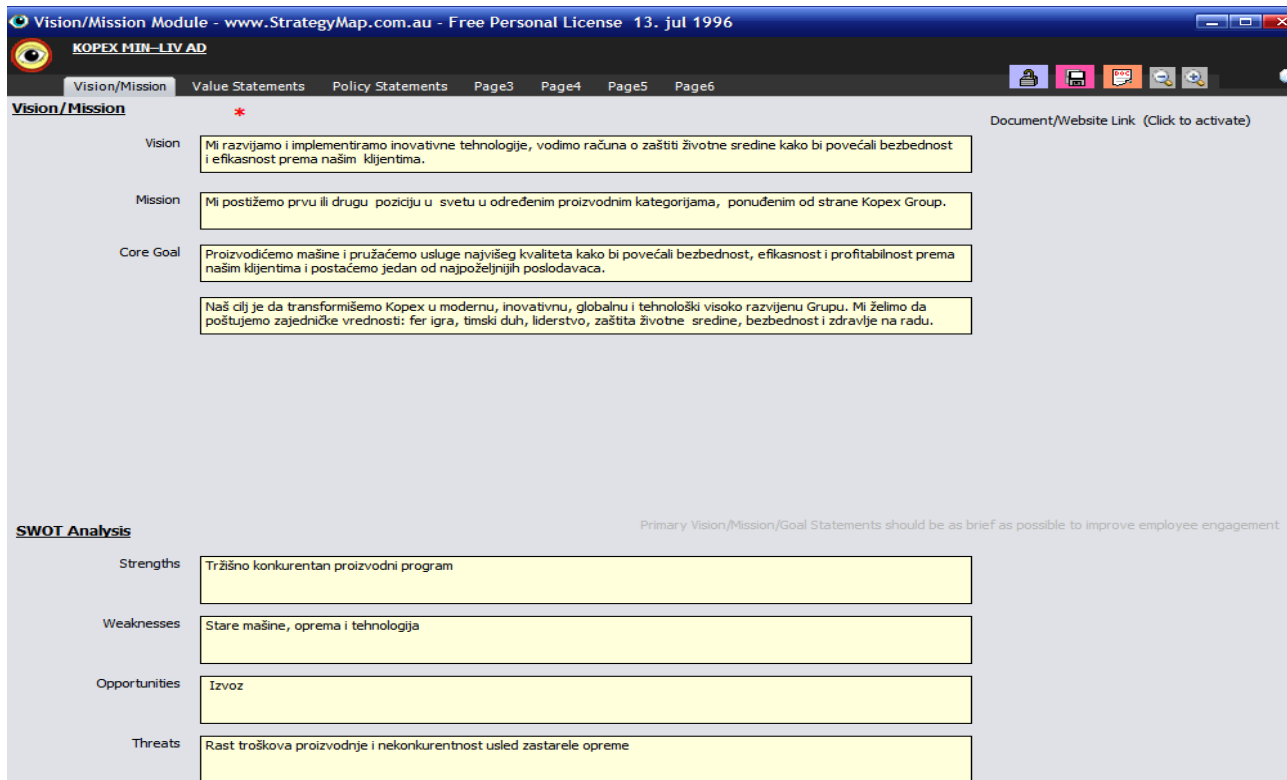 Vision/Mission Module - www.StrategyMap.com.au - Free Personal License 13. jul 1996
KOPEX MIN-LIV AD
Vision/Mission Value Statements Policy Statements Page3 Page4 Page5 Page6
DOC
Vision/Mission *
Document/Website Link (Click to activate)
Vision
Mi razvijamo i implementiramo inovativne tehnologije, vodimo računa o zaštiti životne sredine kako bi povećali bezbednost
i efikasnost prema našim klijentima.
Mission
Mi postižemo prvu ili drugu poziciju u svetu u određenim proizvodnim kategorijama, ponuđenim od strane Kopex Group.
Core Goal
Proizvodićemo mašine i pružaćemo usluge najvišeg kvaliteta kako bi povećali bezbednost, efikasnost i profitabilnost prema
našim klijentima i postaćemo jedan od najpoželjnijih poslodavaca.
Naš cilj je da transformišemo Kopex u modernu, inovativnu, globalnu i tehnološki visoko razvijenu Grupu. Mi želimo da
poštujemo zajedničke vrednosti: fer igra, timski duh, liderstvo, zaštita životne sredine, bezbednost i zdravlje na radu.
Primary Vision/Mission/Goal Statements should be as brief as possible to improve employee engagement
SWOT Analysis
Strengths
Tržišno konkurentan proizvodni program
Weaknesses
Stare mašine, oprema i tehnologija
Opportunities
Izvoz
Threats
Rast troškova proizvodnje i nekonkurentnost usled zastarele opreme